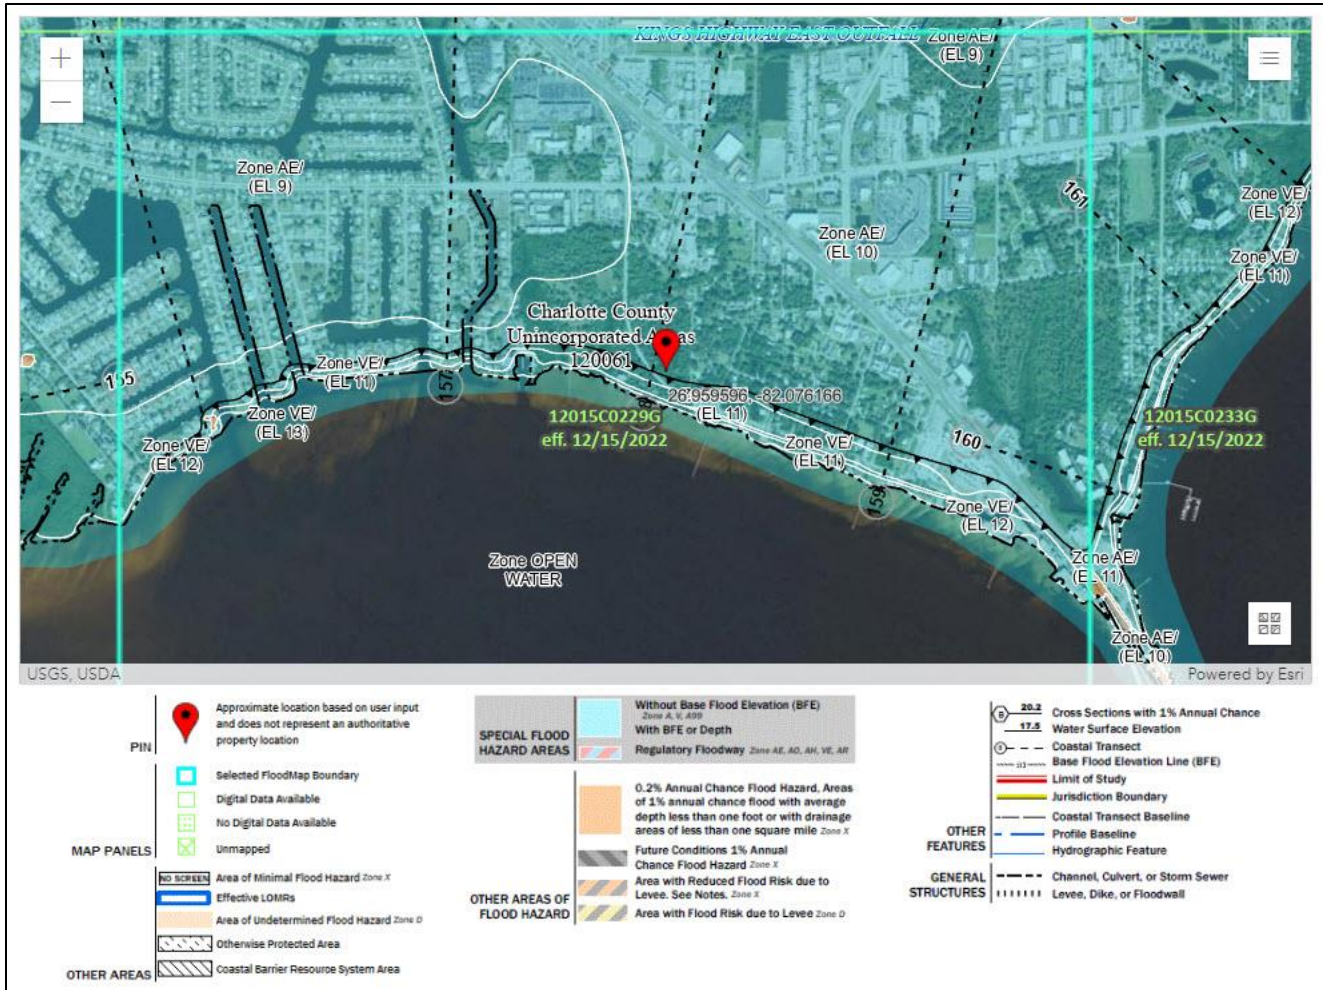 KINGS HIGHWAY EAST OUTFALL
Zone AE/
(EL 9)
Zone AE/
(EL 9)
161
Zone VE/
(EL 12)
Zone AE/
(EL 10)
Zone VE/
(EL 11)
Charlotte County
Unincorporated Areas
120061
155
Zone VE/
(EL 11)
157
26.959596, -82.076166
(EL 11)
Zone VE/
(EL 13)
12015C0229G
eff. 12/15/2022
12015C0233G
eff. 12/15/2022
Zone VE/
(EL 12)
Zone VE/
(EL 11)
160
159
Zone VE/
(EL 12)
Zone OPEN
WATER
Zone AE/
(EL 11)
Zone AE/
(EL 10)
USGS, USDA
Powered by Esri
PIN
Approximate location based on user input
and does not represent an authoritative
property location
MAP PANELS
Selected FloodMap Boundary
Digital Data Available
No Digital Data Available
Unmapped
OTHER AREAS
NO SCREEN Area of Minimal Flood Hazard Zone X
Effective LOMRs
Area of Undetermined Flood Hazard Zone D
Otherwise Protected Area
Coastal Barrier Resource System Area
SPECIAL FLOOD
HAZARD AREAS
Without Base Flood Elevation (BFE)
Zone A, V, A99
With BFE or Depth
Regulatory Floodway Zone AE, AO, AH, VE, AR
OTHER AREAS OF
FLOOD HAZARD
0.2% Annual Chance Flood Hazard, Areas
of 1% annual chance flood with average
depth less than one foot or with drainage
areas of less than one square mile Zone X
Future Conditions 1% Annual
Chance Flood Hazard Zone X
Area with Reduced Flood Risk due to
Levee. See Notes. Zone X
Area with Flood Risk due to Levee Zone D
OTHER
FEATURES
B 20.2 Cross Sections with 1% Annual Chance
17.5 Water Surface Elevation
8 Coastal Transect
513 Base Flood Elevation Line (BFE)
Limit of Study
Jurisdiction Boundary
Coastal Transect Baseline
Profile Baseline
Hydrographic Feature
GENERAL
STRUCTURES
Channel, Culvert, or Storm Sewer
Levee, Dike, or Floodwall